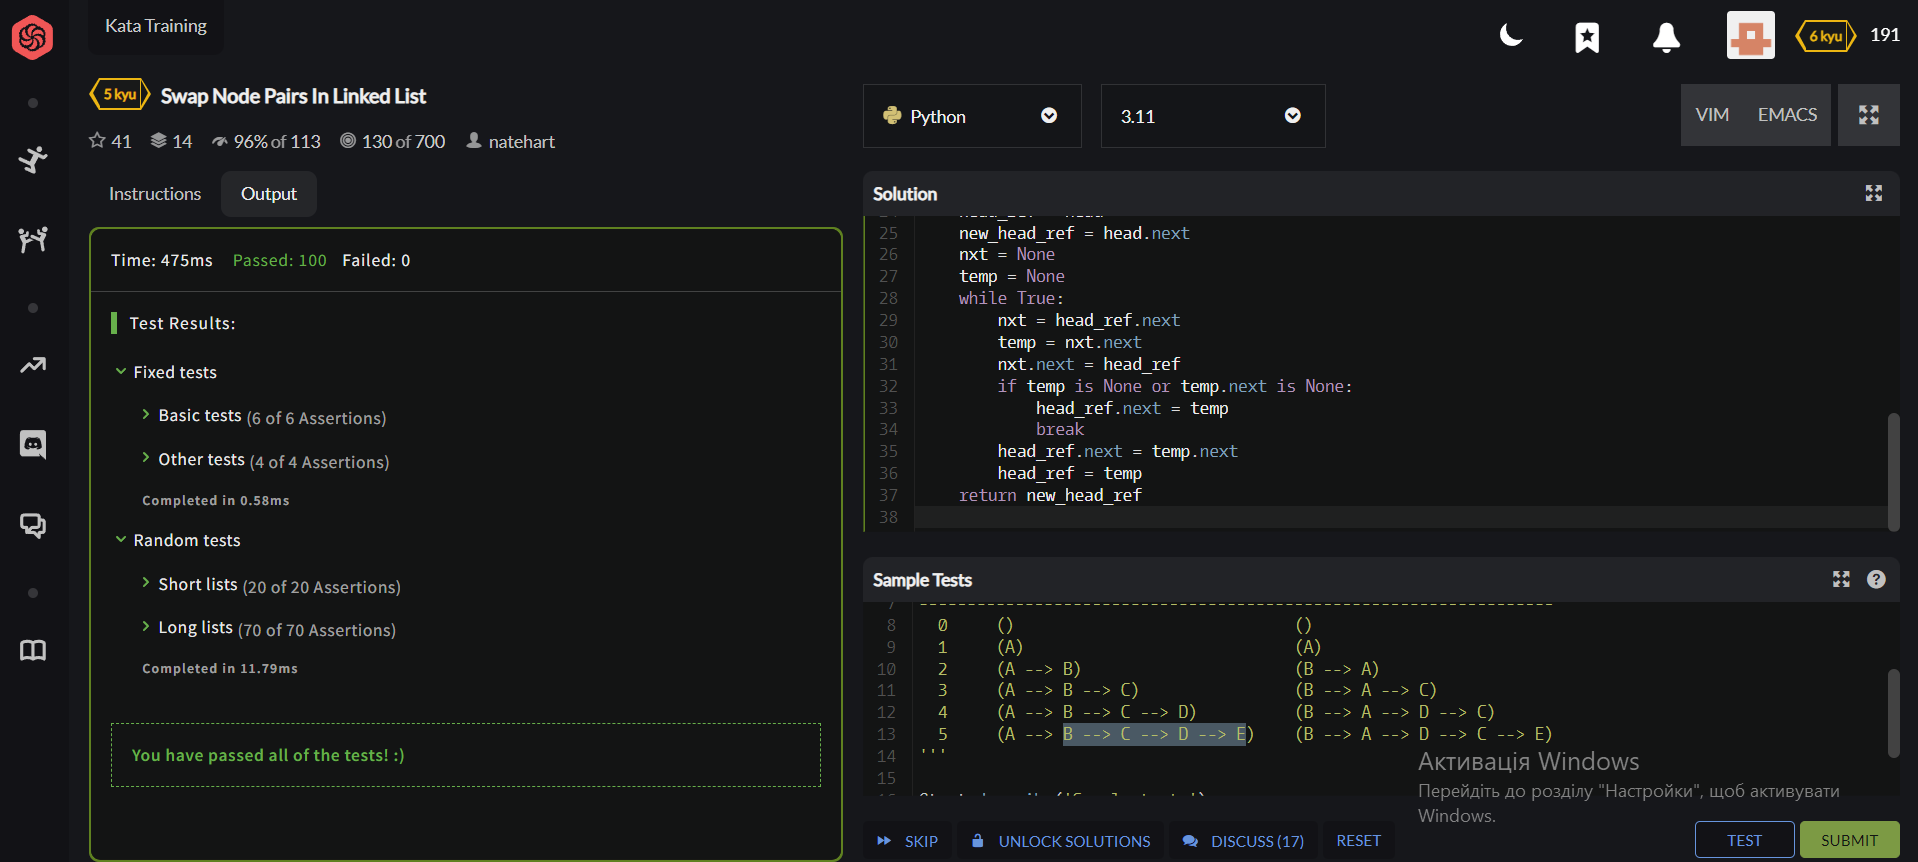 Kata Training
6 kyu 191
5 kyu Swap Node Pairs In Linked List
41 14 96% of 113 130 of 700 natehart
Instructions Output
Time: 475ms Passed: 100 Failed: 0
Test Results:
Fixed tests
Basic tests (6 of 6 Assertions)
Other tests (4 of 4 Assertions)
Completed in 0.58ms
Random tests
Short lists (20 of 20 Assertions)
Long lists (70 of 70 Assertions)
Completed in 11.79ms
You have passed all of the tests! :)
Python 3.11 VIM EMACS
Solution
25 new_head_ref = head.next
26 nxt = None
27 temp = None
28 while True:
29 nxt = head_ref.next
30 temp = nxt.next
31 nxt.next = head_ref
32 if temp is None or temp.next is None:
33 head_ref.next = temp
34 break
35 head_ref.next = temp.next
36 head_ref = temp
37 return new_head_ref
38
Sample Tests
7 ------------------------------------------------------------------
8 0 () ()
9 1 (A) (A)
10 2 (A --> B) (B --> A)
11 3 (A --> B --> C) (B --> A --> C)
12 4 (A --> B --> C --> D) (B --> A --> D --> C)
13 5 (A --> B --> C --> D --> E) (B --> A --> D --> C --> E)
14 '''
15
Активація Windows
Перейдіть до розділу "Настройки", щоб активувати
Windows.
SKIP UNLOCK SOLUTIONS DISCUSS (17) RESET TEST SUBMIT